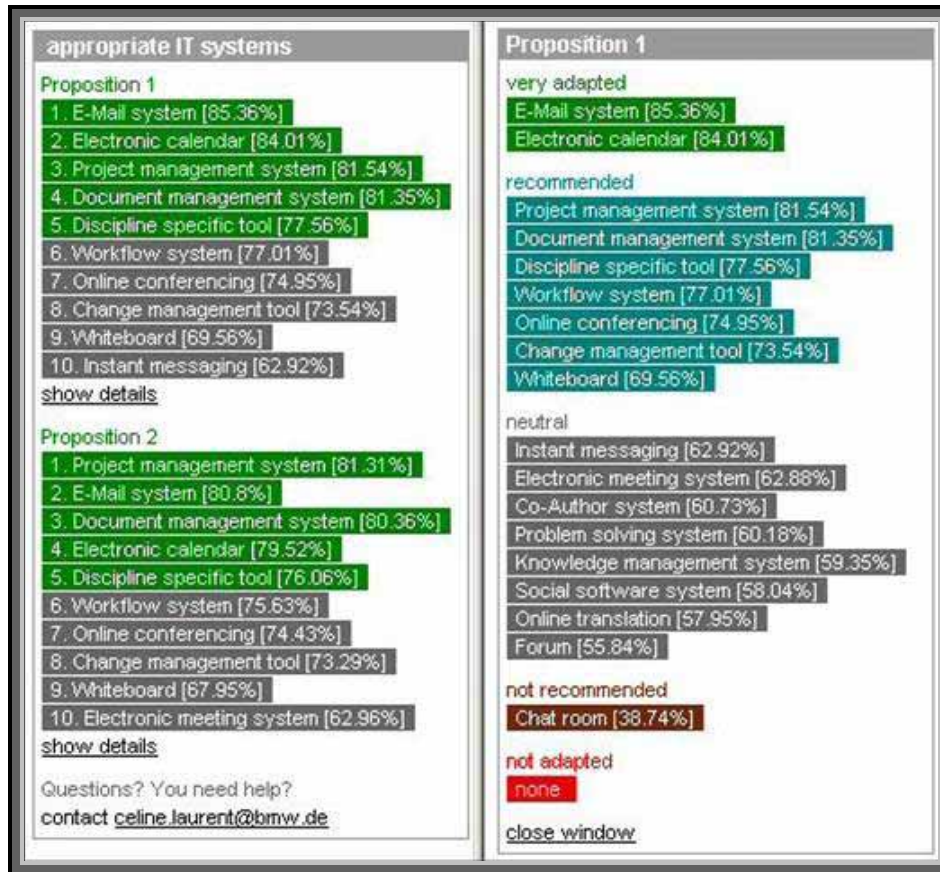 appropriate IT systems
Proposition 1
1. E-Mail system [85.36%]
2. Electronic calendar [84.01%]
3. Project management system [81.54%]
4. Document management system [81.35%]
5. Discipline specific tool [77.56%]
6. Workflow system [77.01%]
7. Online conferencing [74.95%]
8. Change management tool [73.54%]
9. Whiteboard [69.56%]
10. Instant messaging [62.92%]
show details
Proposition 2
1. Project management system [81.31%]
2. E-Mail system [80.8%]
3. Document management system [80.36%]
4. Electronic calendar [79.52%]
5. Discipline specific tool [76.06%]
6. Workflow system [75.63%]
7. Online conferencing [74.43%]
8. Change management tool [73.29%]
9. Whiteboard [67.95%]
10. Electronic meeting system [62.96%]
show details
Questions? You need help?
contact celine.laurent@bmw.de
Proposition 1
very adapted
E-Mail system [85.36%]
Electronic calendar [84.01%]
recommended
Project management system [81.54%]
Document management system [81.35%]
Discipline specific tool [77.56%]
Workflow system [77.01%]
Online conferencing [74.95%]
Change management tool [73.54%]
Whiteboard [69.56%]
neutral
Instant messaging [62.92%]
Electronic meeting system [62.88%]
Co-Author system [60.73%]
Problem solving system [60.18%]
Knowledge management system [59.35%]
Social software system [58.04%]
Online translation [57.95%]
Forum [55.84%]
not recommended
Chat room [38.74%]
not adapted
none
close window